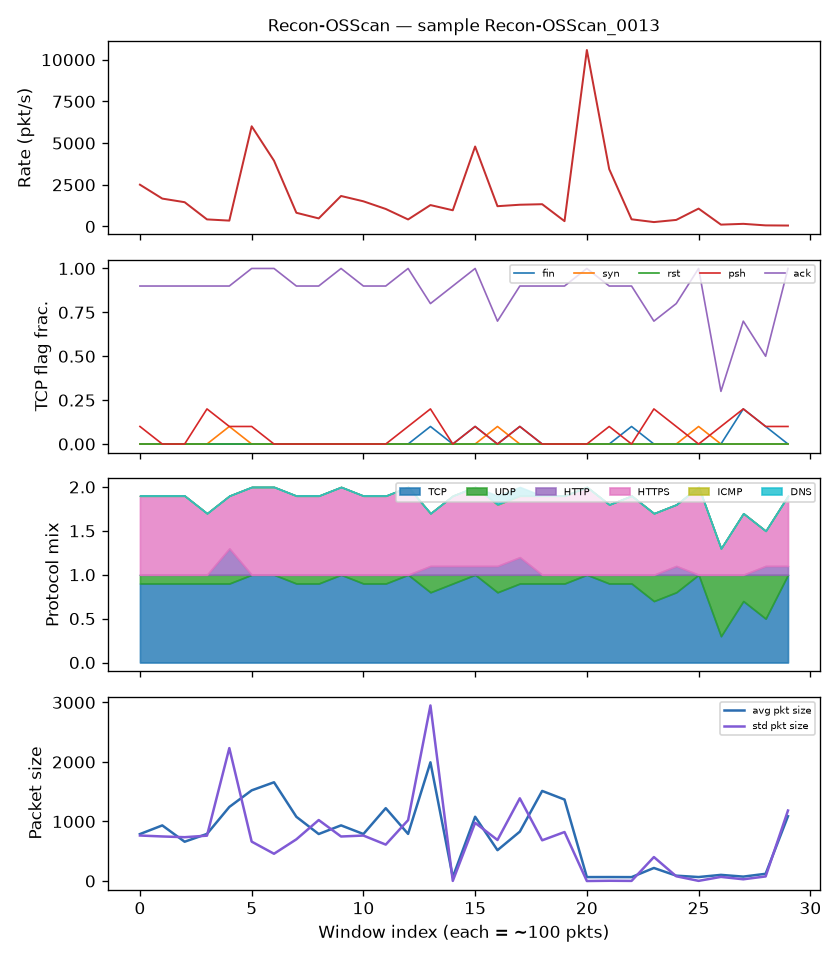 Recon-OSScan — sample Recon-OSScan_0013
Rate (pkt/s)
10000
7500
5000
2500
0
TCP flag frac.
1.00
0.75
0.50
0.25
0.00
fin syn rst psh ack
Protocol mix
2.0
1.5
1.0
0.5
0.0
TCP UDP HTTP HTTPS ICMP DNS
Packet size
3000
2000
1000
0
avg pkt size
std pkt size
0 5 10 15 20 25 30
Window index (each = ~100 pkts)